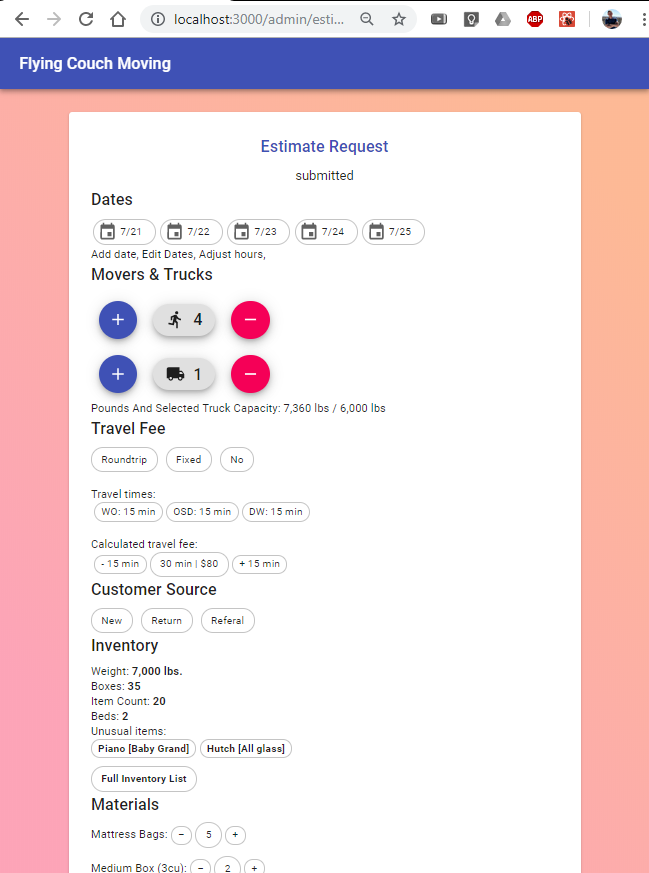 localhost:3000/admin/esti...
ABP
Flying Couch Moving
Estimate Request
submitted
Dates
7/21 7/22 7/23 7/24 7/25
Add date, Edit Dates, Adjust hours,
Movers & Trucks
+ 4 −
+ 1 −
Pounds And Selected Truck Capacity: 7,360 lbs / 6,000 lbs
Travel Fee
Roundtrip Fixed No
Travel times:
WO: 15 min OSD: 15 min DW: 15 min
Calculated travel fee:
- 15 min 30 min | $80 + 15 min
Customer Source
New Return Referal
Inventory
Weight: 7,000 lbs.
Boxes: 35
Item Count: 20
Beds: 2
Unusual items:
Piano [Baby Grand] Hutch [All glass]
Full Inventory List
Materials
Mattress Bags: − 5 +
Medium Box (3cu): − 2 +